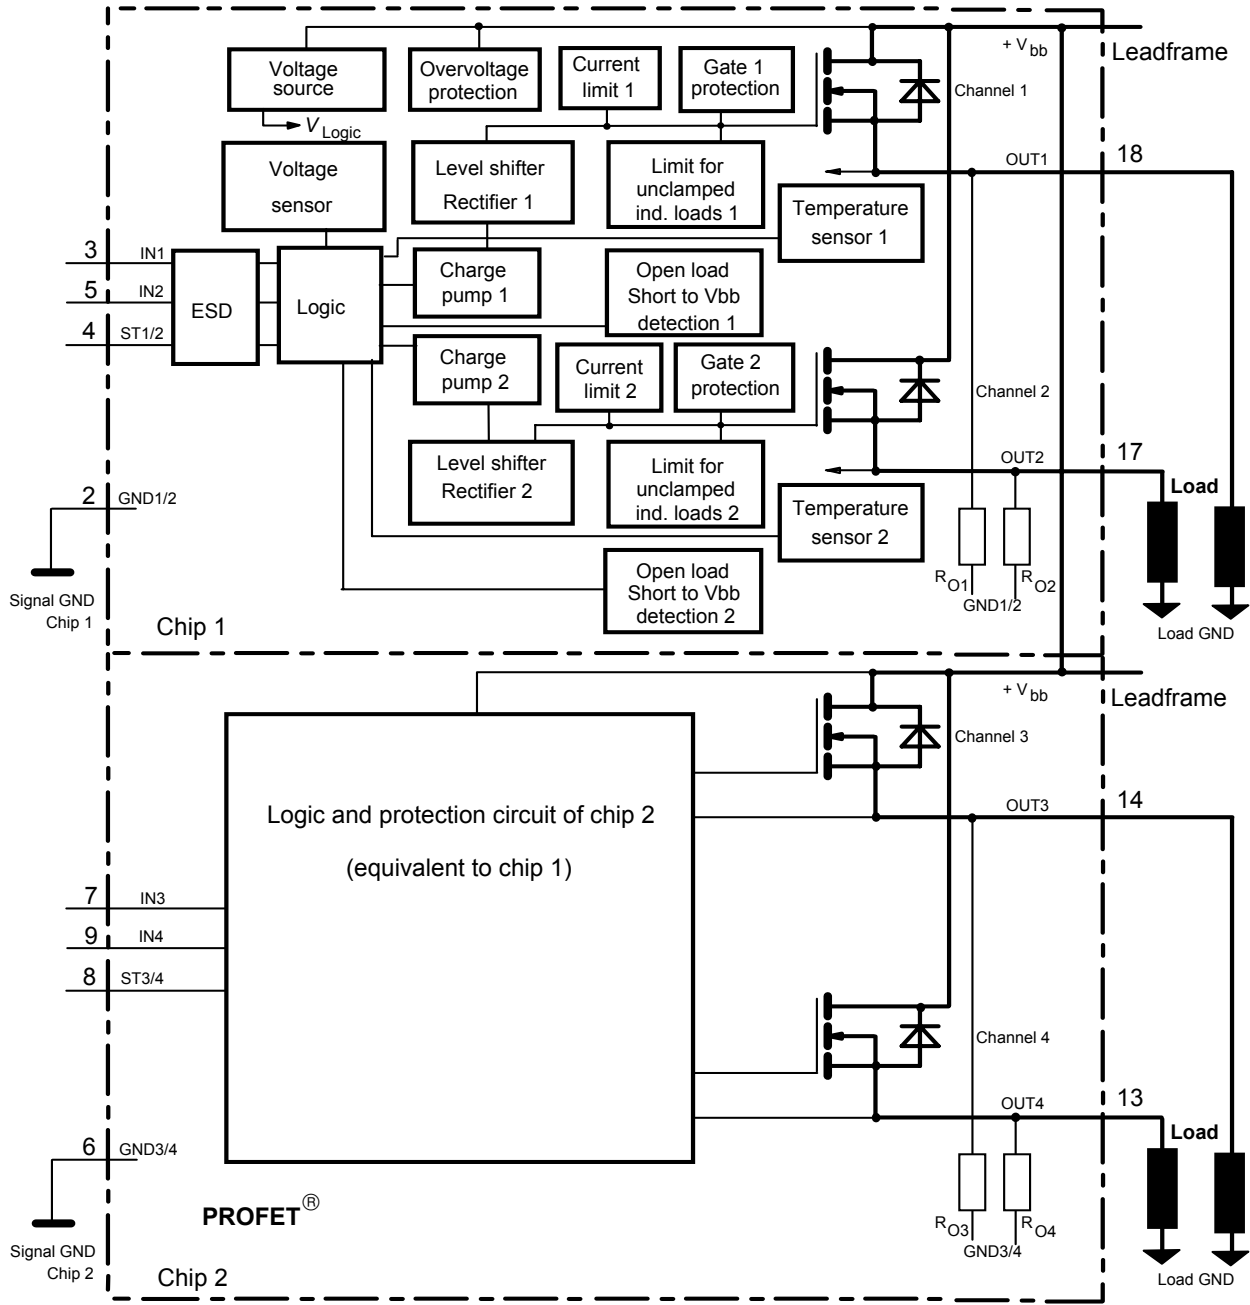 + Vbb
Leadframe
Voltage
source
Overvoltage
protection
Current
limit 1
Gate 1
protection
Channel 1
VLogic
Voltage
sensor
Level shifter
Rectifier 1
Limit for
unclamped
ind. loads 1
OUT1
18
Temperature
sensor 1
3
IN1
5
IN2
4
ST1/2
ESD
Logic
Charge
pump 1
Open load
Short to Vbb
detection 1
Charge
pump 2
Current
limit 2
Gate 2
protection
Channel 2
Level shifter
Rectifier 2
Limit for
unclamped
ind. loads 2
OUT2
17
Load
2
GND1/2
Temperature
sensor 2
Signal GND
Chip 1
Open load
Short to Vbb
detection 2
RO1
RO2
GND1/2
Load GND
Chip 1
+ Vbb
Leadframe
Channel 3
Logic and protection circuit of chip 2
(equivalent to chip 1)
OUT3
14
7
IN3
9
IN4
8
ST3/4
Channel 4
OUT4
13
Load
6
GND3/4
Signal GND
Chip 2
PROFET®
RO3
RO4
GND3/4
Load GND
Chip 2